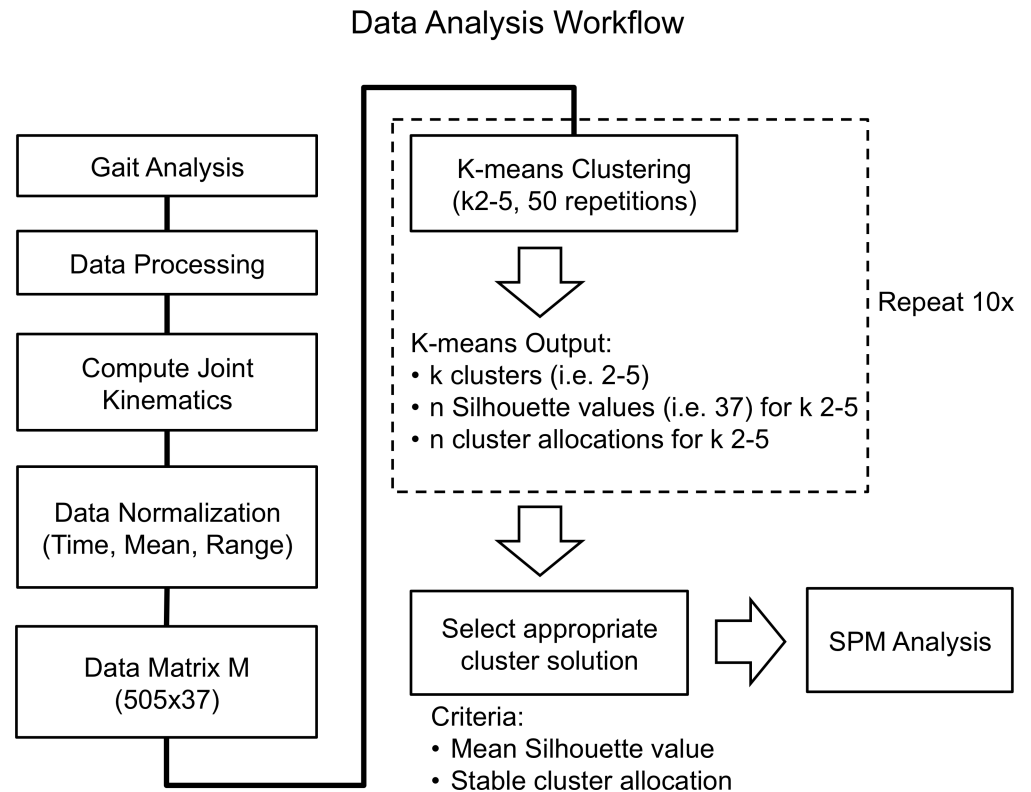 Data Analysis Workflow
Gait Analysis
Data Processing
Compute Joint
Kinematics
Data Normalization
(Time, Mean, Range)
Data Matrix M
(505x37)
K-means Clustering
(k2-5, 50 repetitions)
K-means Output:
• k clusters (i.e. 2-5)
• n Silhouette values (i.e. 37) for k 2-5
• n cluster allocations for k 2-5
Repeat 10x
Select appropriate
cluster solution
Criteria:
• Mean Silhouette value
• Stable cluster allocation
SPM Analysis